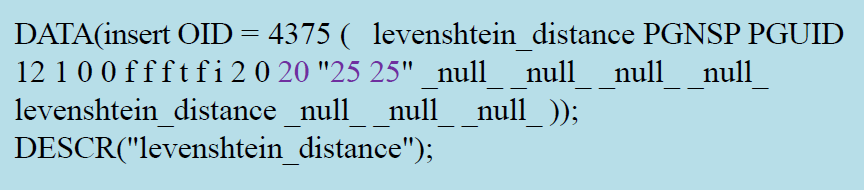 DATA(insert OID = 4375 (  levenshtein_distance PGNSP PGUID
12 1 0 0 f f f t f i 2 0 20 "25 25" _null_ _null_ _null_ _null_
levenshtein_distance _null_ _null_ _null_ ));
DESCR("levenshtein_distance");